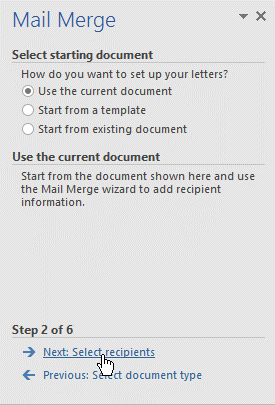 Mail Merge
Select starting document
How do you want to set up your letters?
Use the current document
Start from a template
Start from existing document
Use the current document
Start from the document shown here and use
the Mail Merge wizard to add recipient
information.
Step 2 of 6
Next: Select recipients
Previous: Select document type